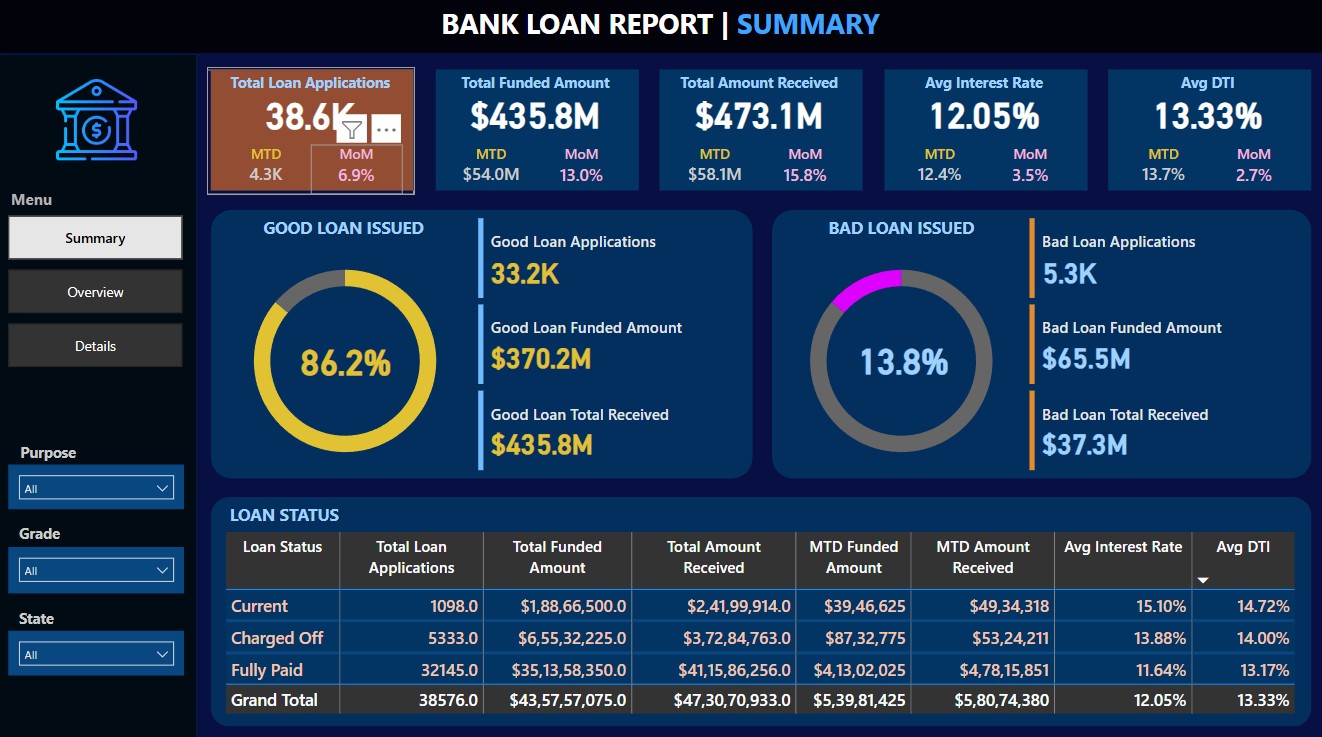 BANK LOAN REPORT | SUMMARY
Menu
Summary
Overview
Details
Purpose
All
Grade
All
State
All
Total Loan Applications
38.6K
MTD MoM
4.3K 6.9%
Total Funded Amount
$435.8M
MTD MoM
$54.0M 13.0%
Total Amount Received
$473.1M
MTD MoM
$58.1M 15.8%
Avg Interest Rate
12.05%
MTD MoM
12.4% 3.5%
Avg DTI
13.33%
MTD MoM
13.7% 2.7%
GOOD LOAN ISSUED
86.2%
Good Loan Applications
33.2K
Good Loan Funded Amount
$370.2M
Good Loan Total Received
$435.8M
BAD LOAN ISSUED
13.8%
Bad Loan Applications
5.3K
Bad Loan Funded Amount
$65.5M
Bad Loan Total Received
$37.3M
LOAN STATUS
Loan Status Total Loan Total Funded Total Amount MTD Funded MTD Amount Avg Interest Rate Avg DTI
Applications Amount Received Amount Received
Current 1098.0 $1,88,66,500.0 $2,41,99,914.0 $39,46,625 $49,34,318 15.10% 14.72%
Charged Off 5333.0 $6,55,32,225.0 $3,72,84,763.0 $87,32,775 $53,24,211 13.88% 14.00%
Fully Paid 32145.0 $35,13,58,350.0 $41,15,86,256.0 $4,13,02,025 $4,78,15,851 11.64% 13.17%
Grand Total 38576.0 $43,57,57,075.0 $47,30,70,933.0 $5,39,81,425 $5,80,74,380 12.05% 13.33%